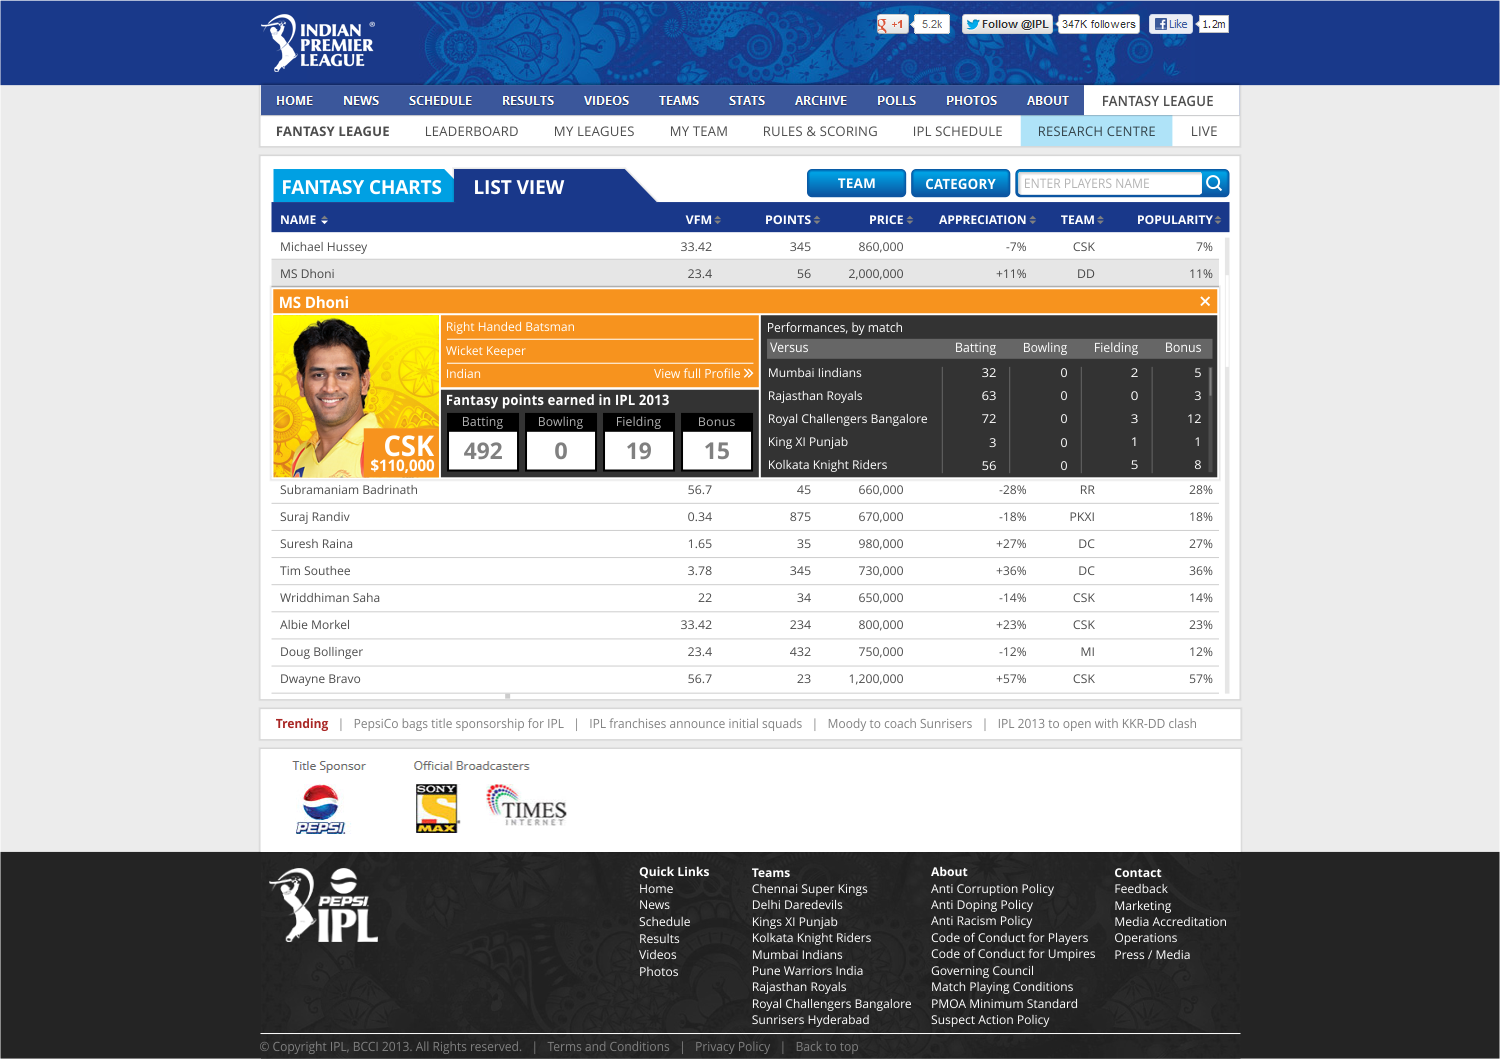 INDIAN
PREMIER
LEAGUE
®
+1 5.2k Follow @IPL 347K followers Like 1.2m
HOME NEWS SCHEDULE RESULTS VIDEOS TEAMS STATS ARCHIVE POLLS PHOTOS ABOUT FANTASY LEAGUE
FANTASY LEAGUE LEADERBOARD MY LEAGUES MY TEAM RULES & SCORING IPL SCHEDULE RESEARCH CENTRE LIVE
FANTASY CHARTS LIST VIEW TEAM CATEGORY ENTER PLAYERS NAME
NAME VFM POINTS PRICE APPRECIATION TEAM POPULARITY
Michael Hussey 33.42 345 860,000 -7% CSK 7%
MS Dhoni 23.4 56 2,000,000 +11% DD 11%
MS Dhoni
Right Handed Batsman
Wicket Keeper
Indian View full Profile »
CSK
$110,000
Fantasy points earned in IPL 2013
Batting Bowling Fielding Bonus
492 0 19 15
Performances, by match
Versus Batting Bowling Fielding Bonus
Mumbai Iindians 32 0 2 5
Rajasthan Royals 63 0 0 3
Royal Challengers Bangalore 72 0 3 12
King XI Punjab 3 0 1 1
Kolkata Knight Riders 56 0 5 8
Subramaniam Badrinath 56.7 45 660,000 -28% RR 28%
Suraj Randiv 0.34 875 670,000 -18% PKXI 18%
Suresh Raina 1.65 35 980,000 +27% DC 27%
Tim Southee 3.78 345 730,000 +36% DC 36%
Wriddhiman Saha 22 34 650,000 -14% CSK 14%
Albie Morkel 33.42 234 800,000 +23% CSK 23%
Doug Bollinger 23.4 432 750,000 -12% MI 12%
Dwayne Bravo 56.7 23 1,200,000 +57% CSK 57%
Trending | PepsiCo bags title sponsorship for IPL | IPL franchises announce initial squads | Moody to coach Sunrisers | IPL 2013 to open with KKR-DD clash
Title Sponsor Official Broadcasters
PEPSI
SONY
MAX
TIMES
INTERNET
PEPSI
IPL
Quick Links
Home
News
Schedule
Results
Videos
Photos
Teams
Chennai Super Kings
Delhi Daredevils
Kings XI Punjab
Kolkata Knight Riders
Mumbai Indians
Pune Warriors India
Rajasthan Royals
Royal Challengers Bangalore
Sunrisers Hyderabad
About
Anti Corruption Policy
Anti Doping Policy
Anti Racism Policy
Code of Conduct for Players
Code of Conduct for Umpires
Governing Council
Match Playing Conditions
PMOA Minimum Standard
Suspect Action Policy
Contact
Feedback
Marketing
Media Accreditation
Operations
Press / Media
© Copyright IPL, BCCI 2013. All Rights reserved. | Terms and Conditions | Privacy Policy | Back to top